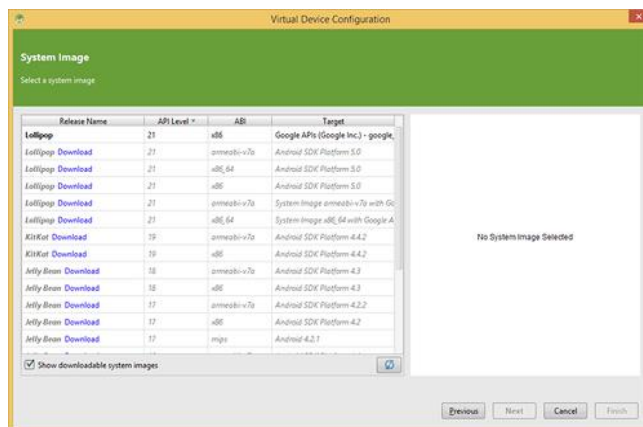 Virtual Device Configuration
System Image
Select a system image
Release Name API Level ABI Target
Lollipop 21 x86 Google APIs (Google Inc.) - google,
Lollipop Download 21 armeabi-v7a Android SDK Platform 5.0
Lollipop Download 21 x86_64 Android SDK Platform 5.0
Lollipop Download 21 x86 Android SDK Platform 5.0
Lollipop Download 21 armeabi-v7a System Image armeabi-v7a with Go
Lollipop Download 21 x86_64 System Image x86_64 with Google A
KitKat Download 19 armeabi-v7a Android SDK Platform 4.4.2
KitKat Download 19 x86 Android SDK Platform 4.4.2
Jelly Bean Download 18 armeabi-v7a Android SDK Platform 4.3
Jelly Bean Download 18 x86 Android SDK Platform 4.3
Jelly Bean Download 17 armeabi-v7a Android SDK Platform 4.2.2
Jelly Bean Download 17 x86 Android SDK Platform 4.2
Jelly Bean Download 17 mips Android 4.2.1
No System Image Selected
Show downloadable system images
Previous Next Cancel Finish